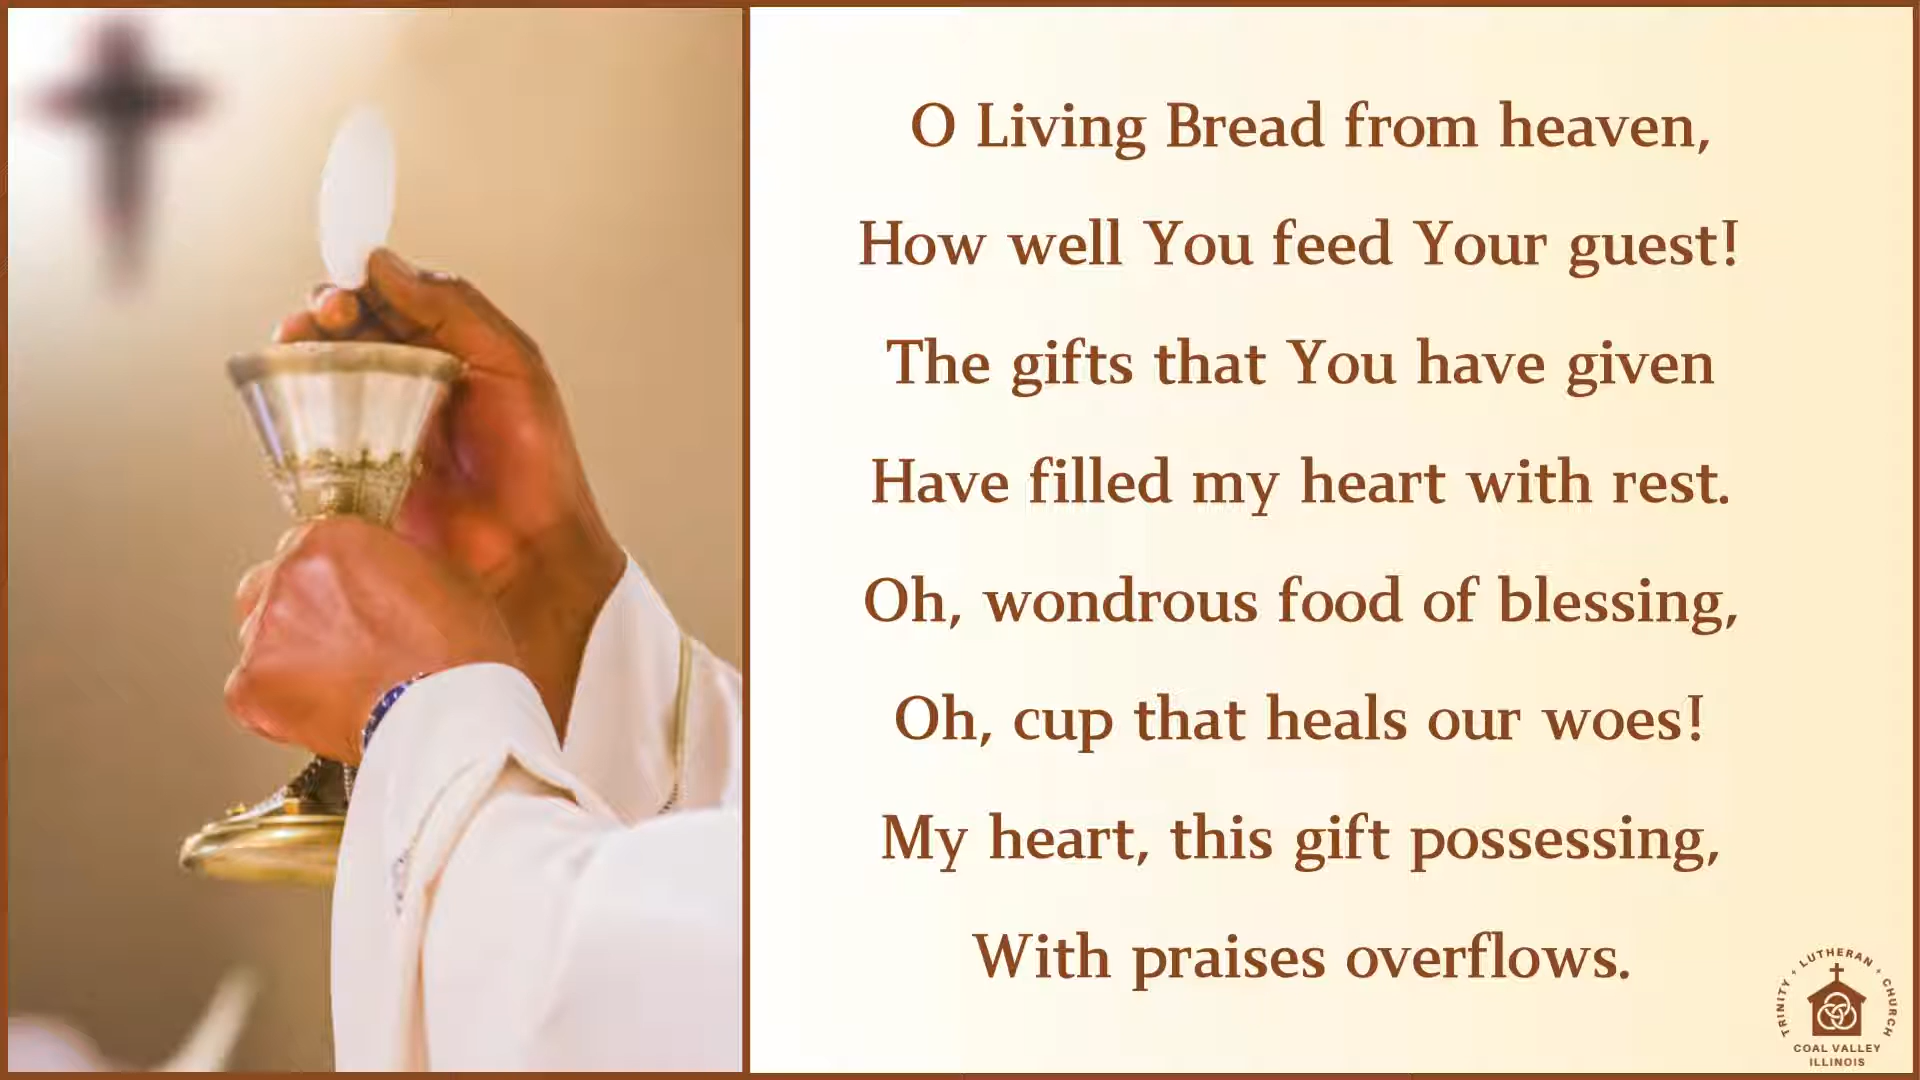 O Living Bread from heaven,
How well You feed Your guest!
The gifts that You have given
Have filled my heart with rest.
Oh, wondrous food of blessing,
Oh, cup that heals our woes!
My heart, this gift possessing,
With praises overflows.
TRINITY + LUTHERAN + CHURCH
COAL VALLEY
ILLINOIS